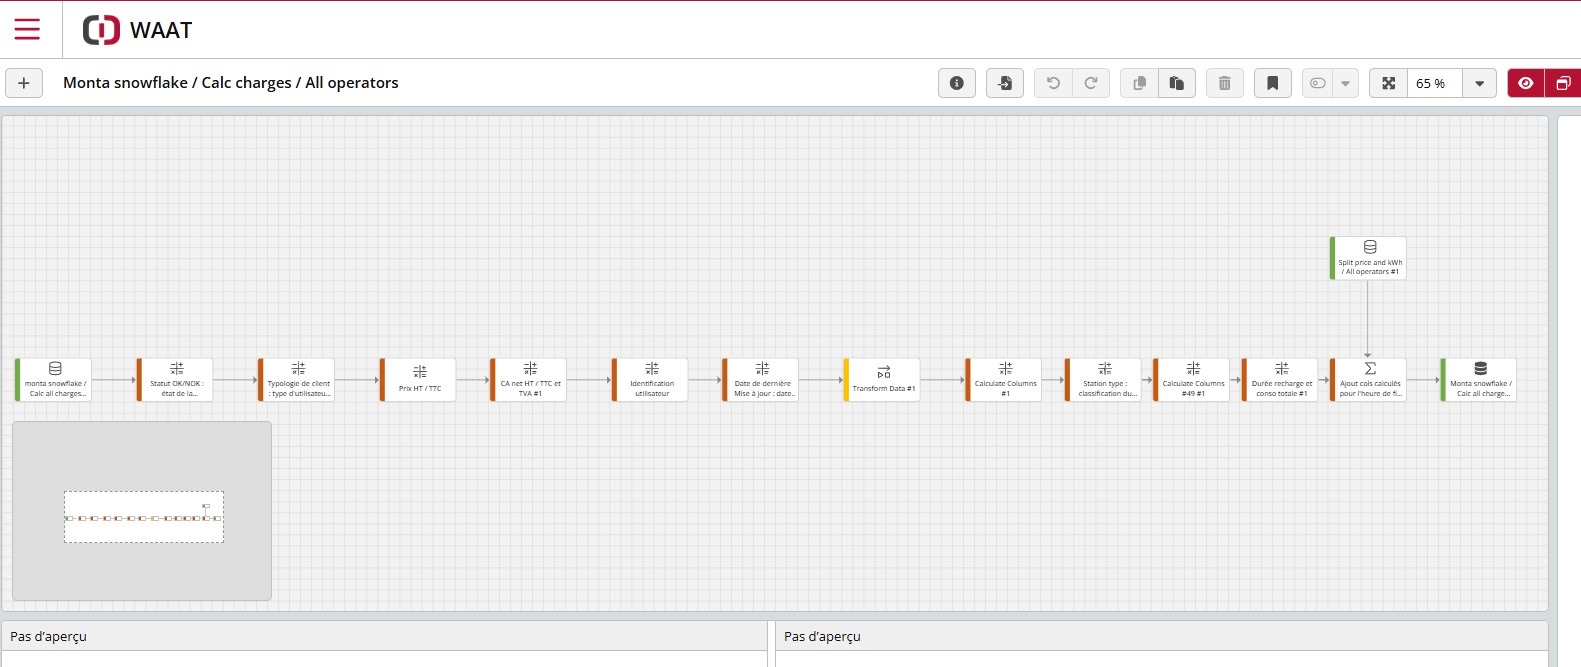 WAAT
Monta snowflake / Calc charges / All operators
65 %
Split price and kWh
/ All operators #1
monta snowflake /
Calc all charges...
Statut OK/NOK :
état de la...
Typologie de client
: type d'utilisateu...
Prix HT / TTC
CA net HT / TTC et
TVA #1
Identification
utilisateur
Date de dernière
Mise à jour : date...
Transform Data #1
Calculate Columns
#1
Station type :
classification du...
Calculate Columns
#49 #1
Durée recharge et
conso totale #1
Ajout cols calculés
pour l'heure de fi...
Monta snowflake /
Calc all charge...
Pas d'aperçu
Pas d'aperçu